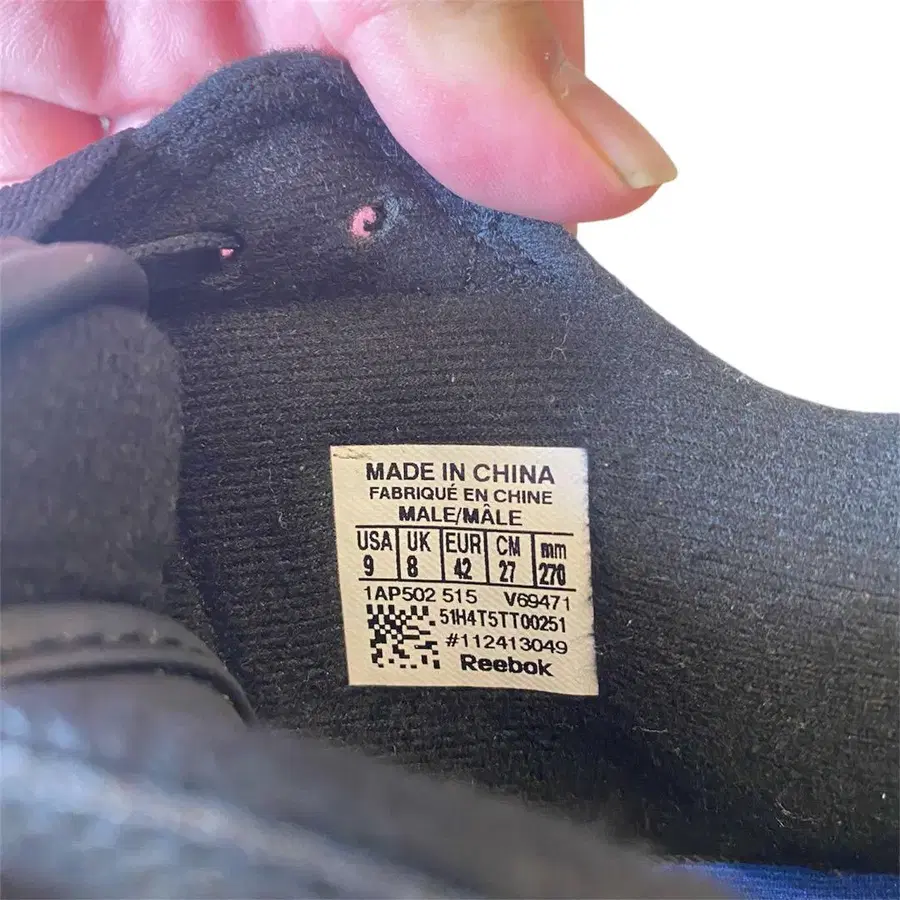 MADE IN CHINA
FABRIQUÉ EN CHINE
MALE/MÂLE
USA UK EUR CM mm
9 8 42 27 270
1AP502 515 V69471
51H4T5TT00251
#112413049
Reebok